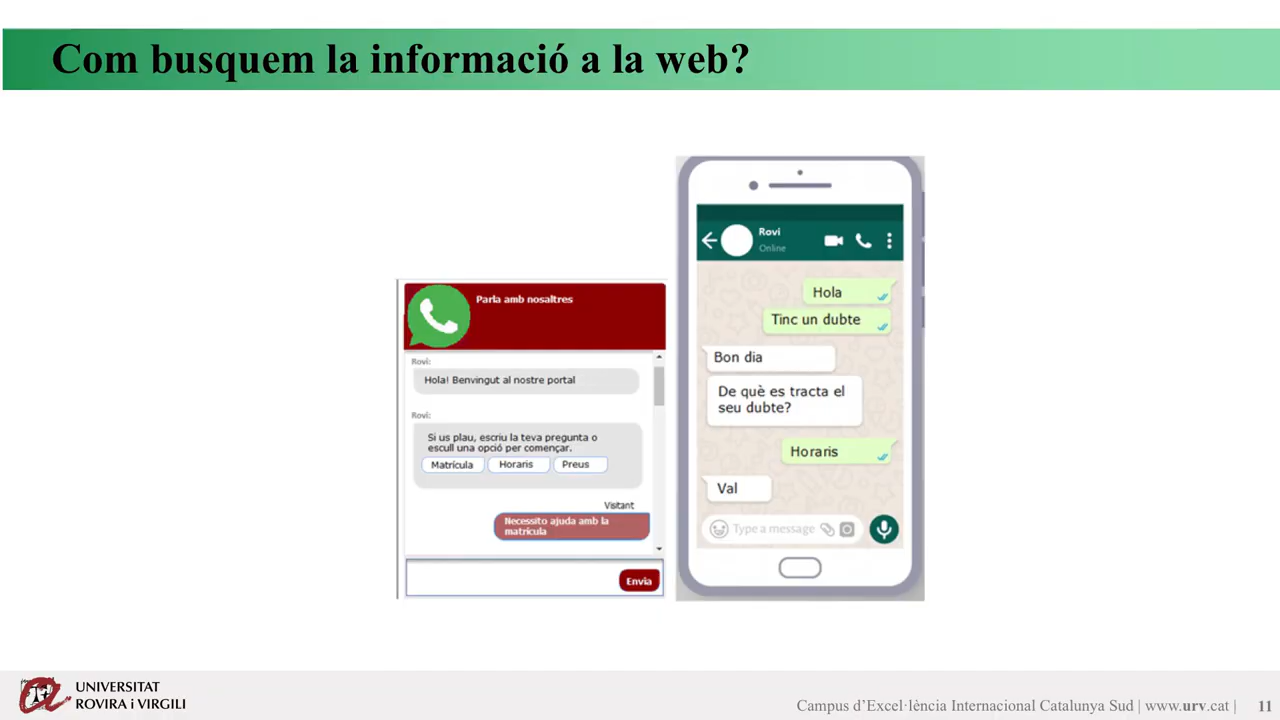 Com busquem la informació a la web?
Parla amb nosaltres
Rovi:
Hola! Benvingut al nostre portal
Rovi:
Si us plau, escriu la teva pregunta o
escull una opció per començar.
Matrícula Horaris Preus
Visitant
Necessito ajuda amb la
matrícula
Envia
Rovi
Online
Hola
Tinc un dubte
Bon dia
De què es tracta el
seu dubte?
Horaris
Val
Type a message
UNIVERSITAT
ROVIRA i VIRGILI
Campus d’Excel·lència Internacional Catalunya Sud | www.urv.cat | 11